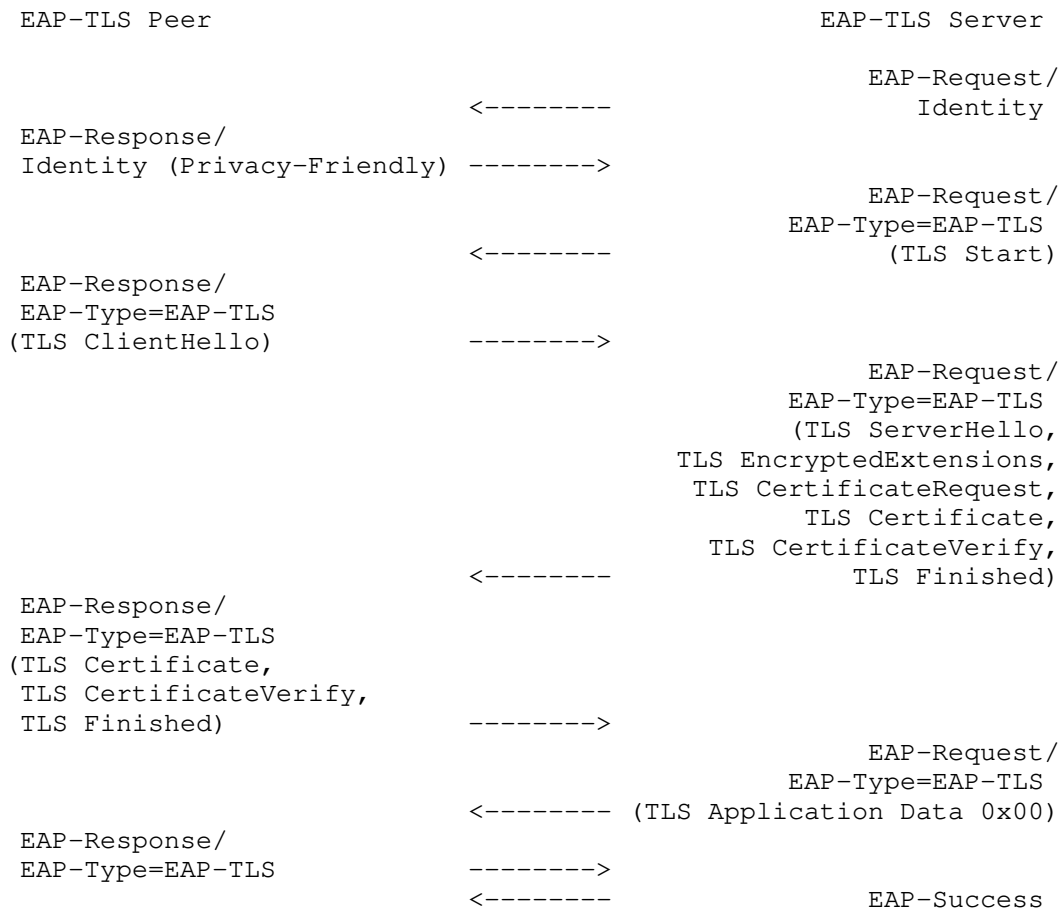 EAP-TLS Peer                                      EAP-TLS Server
                                                    EAP-Request/
                             <--------                  Identity
EAP-Response/
Identity (Privacy-Friendly)  -------->
                                                    EAP-Request/
                                                EAP-Type=EAP-TLS
                             <--------               (TLS Start)
EAP-Response/
EAP-Type=EAP-TLS
(TLS ClientHello)            -------->
                                                    EAP-Request/
                                                EAP-Type=EAP-TLS
                                               (TLS ServerHello,
                                        TLS EncryptedExtensions,
                                         TLS CertificateRequest,
                                                TLS Certificate,
                                          TLS CertificateVerify,
                             <--------             TLS Finished)
EAP-Response/
EAP-Type=EAP-TLS
(TLS Certificate,
TLS CertificateVerify,
TLS Finished)                -------->
                                                    EAP-Request/
                                                EAP-Type=EAP-TLS
                             <-------- (TLS Application Data 0x00)
EAP-Response/
EAP-Type=EAP-TLS             -------->
                             <--------               EAP-Success